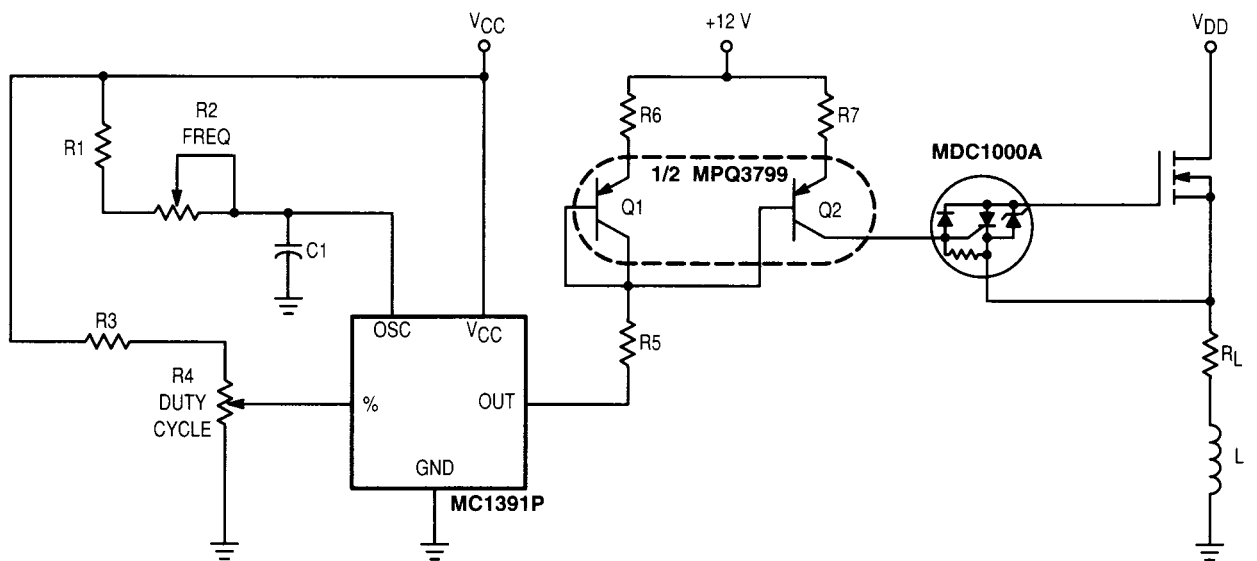 VCC
+12 V
VDD
R2
FREQ
R1
R6
R7
MDC1000A
1/2 MPQ3799
Q1
Q2
C1
R3
OSC
VCC
R5
RL
R4
DUTY
CYCLE
%
OUT
L
GND
MC1391P